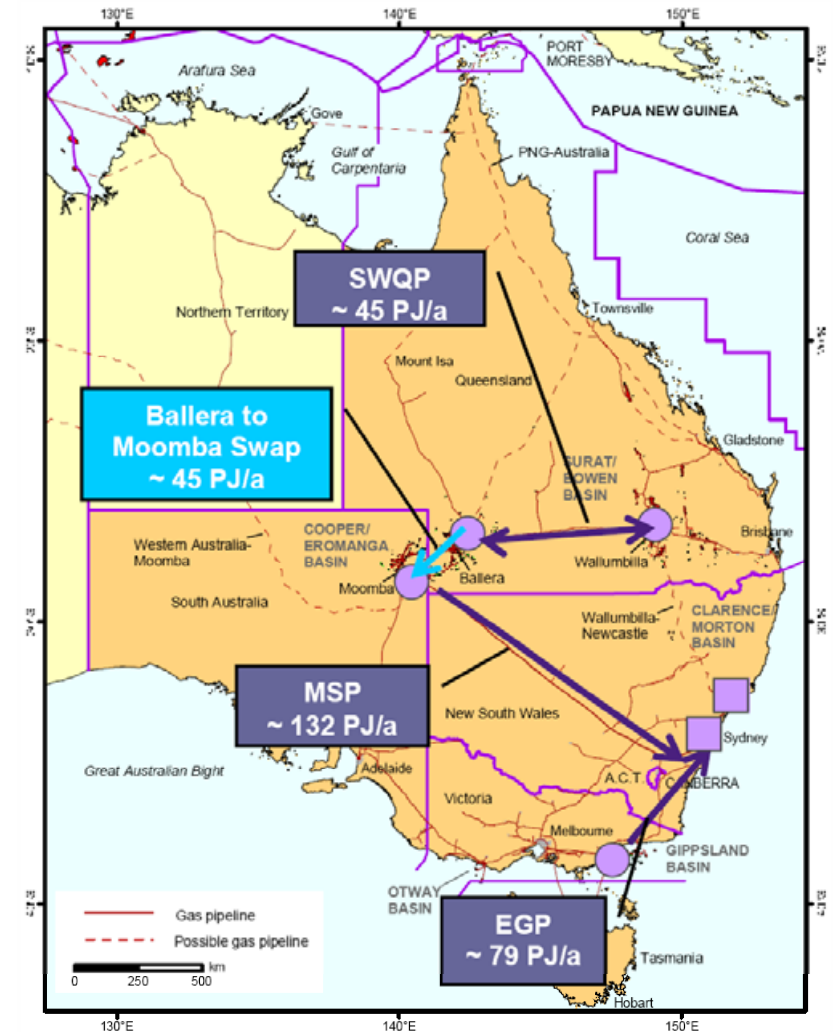 130°E
140°E
150°E
Arafura Sea
PORT
MORESBY
Gove
PAPUA NEW GUINEA
Gulf of
Carpentaria
PNG-Australia
Coral Sea
SWQP
~ 45 PJ/a
Northern Territory
Townsville
Mount Isa
Queensland
Ballera to
Moomba Swap
~ 45 PJ/a
Gladstone
SURAT/
BOWEN
BASIN
COOPER/
EROMANGA
BASIN
Western Australia-
Moomba
Brisbane
Wallumbilla
Ballera
Moomba
South Australia
Wallumbilla-
Newcastle
CLARENCE/
MORTON
BASIN
MSP
~ 132 PJ/a
New South Wales
Sydney
Adelaide
Great Australian Bight
A.C.T.
CANBERRA
Victoria
Melbourne
GIPPSLAND
BASIN
OTWAY
BASIN
Gas pipeline
Possible gas pipeline
km
0 250 500
EGP
~ 79 PJ/a
Tasmania
Hobart
130°E
140°E
150°E